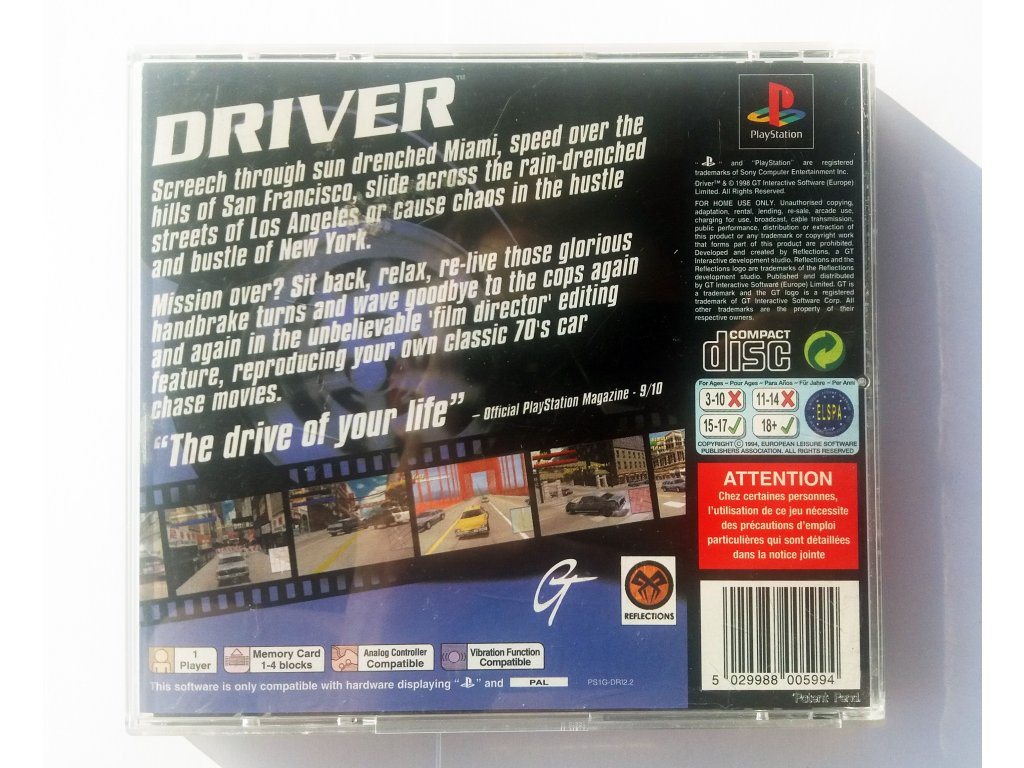 DRIVER™
Screech through sun drenched Miami, speed over the
hills of San Francisco, slide across the rain-drenched
streets of Los Angeles or cause chaos in the hustle
and bustle of New York.
Mission over? Sit back, relax, re-live those glorious
handbrake turns and wave goodbye to the cops again
and again in the unbelievable 'film director' editing
feature, reproducing your own classic 70's car
chase movies.
"The drive of your life" – Official PlayStation Magazine - 9/10
GT
REFLECTIONS
1 Player
Memory Card
1-4 blocks
Analog Controller
Compatible
Vibration Function
Compatible
This software is only compatible with hardware displaying " " and PAL
PS1G-DRI2.2
PlayStation
" " and "PlayStation" are registered
trademarks of Sony Computer Entertainment Inc.
Driver™ & © 1998 GT Interactive Software (Europe)
Limited. All Rights Reserved.
FOR HOME USE ONLY. Unauthorised copying,
adaptation, rental, lending, re-sale, arcade use,
charging for use, broadcast, cable transmission,
public performance, distribution or extraction of
this product or any trademark or copyright work
that forms part of this product are prohibited.
Developed and created by Reflections, a GT
Interactive development studio. Reflections and the
Reflections logo are trademarks of the Reflections
development studio. Published and distributed
by GT Interactive Software (Europe) Limited. GT is
a trademark and the GT logo is a registered
trademark of GT Interactive Software Corp. All
other trademarks are the property of their
respective owners.
COMPACT
disc
For Ages ~ Pour Ages ~ Para Años ~ Für Jahre ~ Per Anni
3-10 11-14
15-17 18+
ELSPA
COPYRIGHT © 1994, EUROPEAN LEISURE SOFTWARE
PUBLISHERS ASSOCIATION. ALL RIGHTS RESERVED
ATTENTION
Chez certaines personnes,
l'utilisation de ce jeu nécessite
des précautions d'emploi
particulières qui sont détaillées
dans la notice jointe
5 029988 005994
Patent Pend.